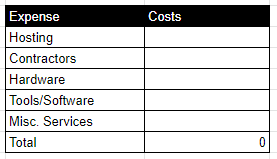 Expense Costs
Hosting
Contractors
Hardware
Tools/Software
Misc. Services
Total 0